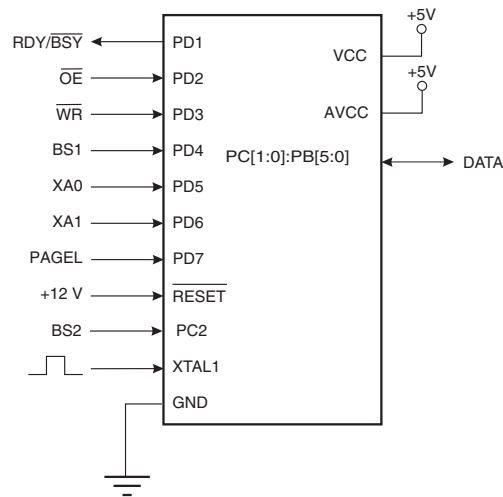 +5V
RDY/BSY PD1
VCC
OE PD2
+5V
WR PD3
AVCC
BS1 PD4
PC[1:0]:PB[5:0]
DATA
XA0 PD5
XA1 PD6
PAGEL PD7
+12 V RESET
BS2 PC2
XTAL1
GND